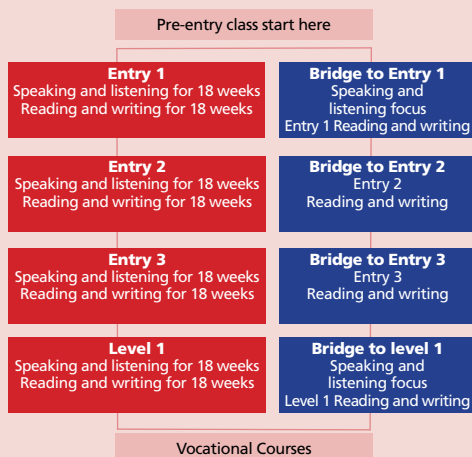 Pre-entry class start here
Entry 1
Speaking and listening for 18 weeks
Reading and writing for 18 weeks
Bridge to Entry 1
Speaking and
listening focus
Entry 1 Reading and writing
Entry 2
Speaking and listening for 18 weeks
Reading and writing for 18 weeks
Bridge to Entry 2
Entry 2
Reading and writing
Entry 3
Speaking and listening for 18 weeks
Reading and writing for 18 weeks
Bridge to Entry 3
Entry 3
Reading and writing
Level 1
Speaking and listening for 18 weeks
Reading and writing for 18 weeks
Bridge to level 1
Speaking and
listening focus
Level 1 Reading and writing
Vocational Courses